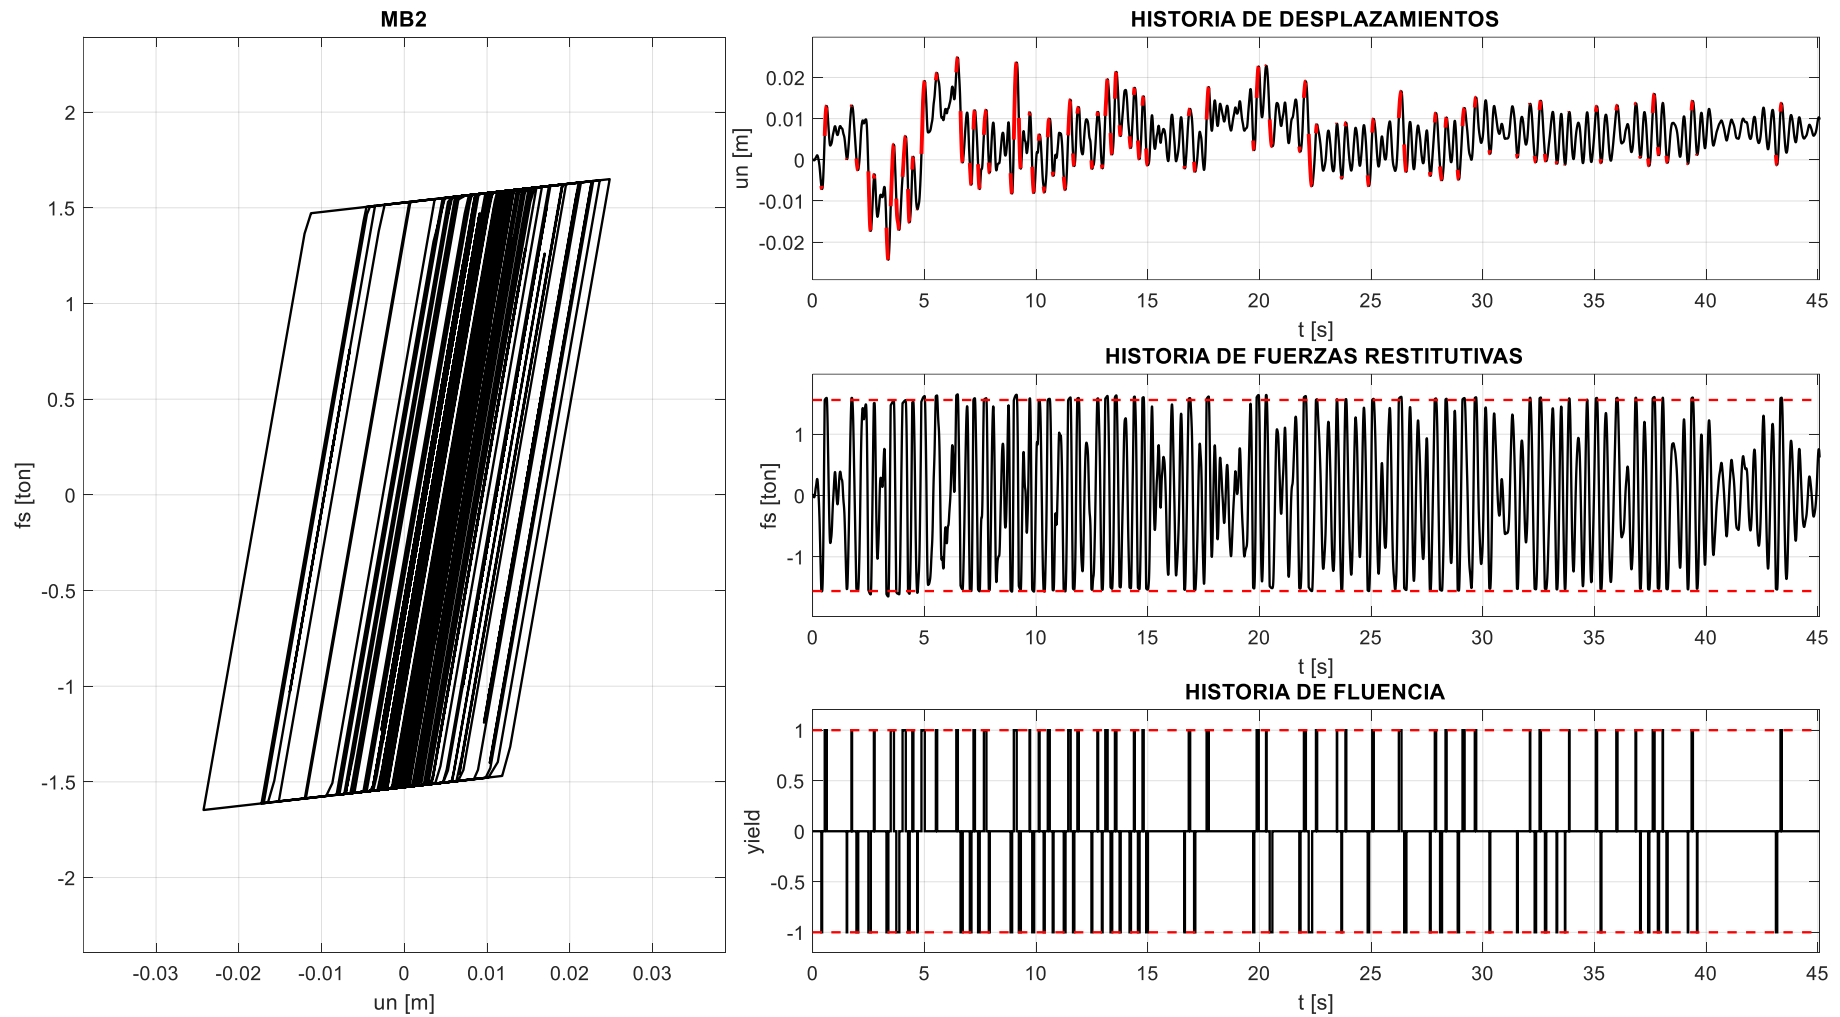 MB2
2
1.5
1
0.5
0
-0.5
-1
-1.5
-2
fs [ton]
-0.03 -0.02 -0.01 0 0.01 0.02 0.03
un [m]
HISTORIA DE DESPLAZAMIENTOS
0.02
0.01
0
-0.01
-0.02
un [m]
0 5 10 15 20 25 30 35 40 45
t [s]
HISTORIA DE FUERZAS RESTITUTIVAS
1
0
-1
fs [ton]
0 5 10 15 20 25 30 35 40 45
t [s]
HISTORIA DE FLUENCIA
1
0.5
0
-0.5
-1
yield
0 5 10 15 20 25 30 35 40 45
t [s]